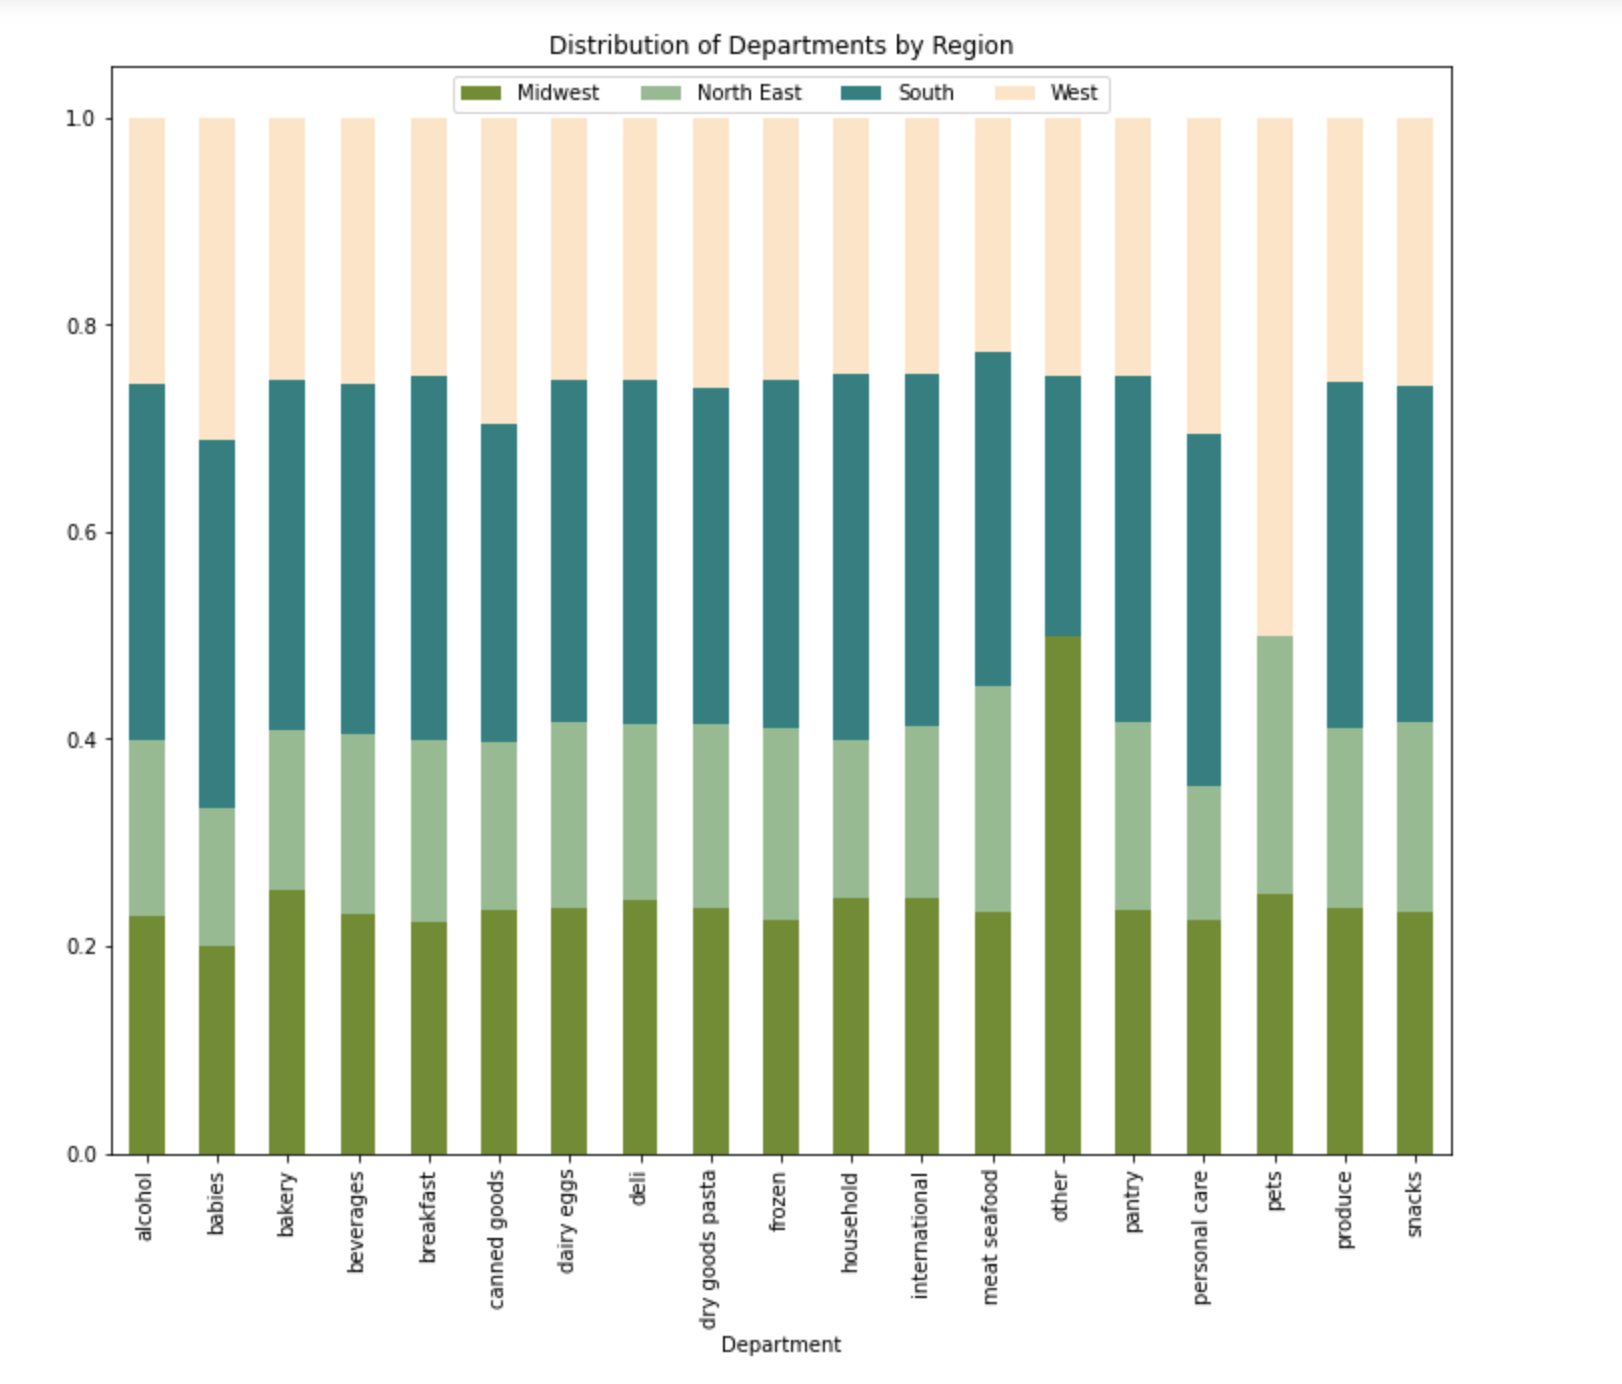 Distribution of Departments by Region
Midwest North East South West
1.0
0.8
0.6
0.4
0.2
0.0
alcohol
babies
bakery
beverages
breakfast
canned goods
dairy eggs
deli
dry goods pasta
frozen
household
international
meat seafood
other
pantry
personal care
pets
produce
snacks
Department